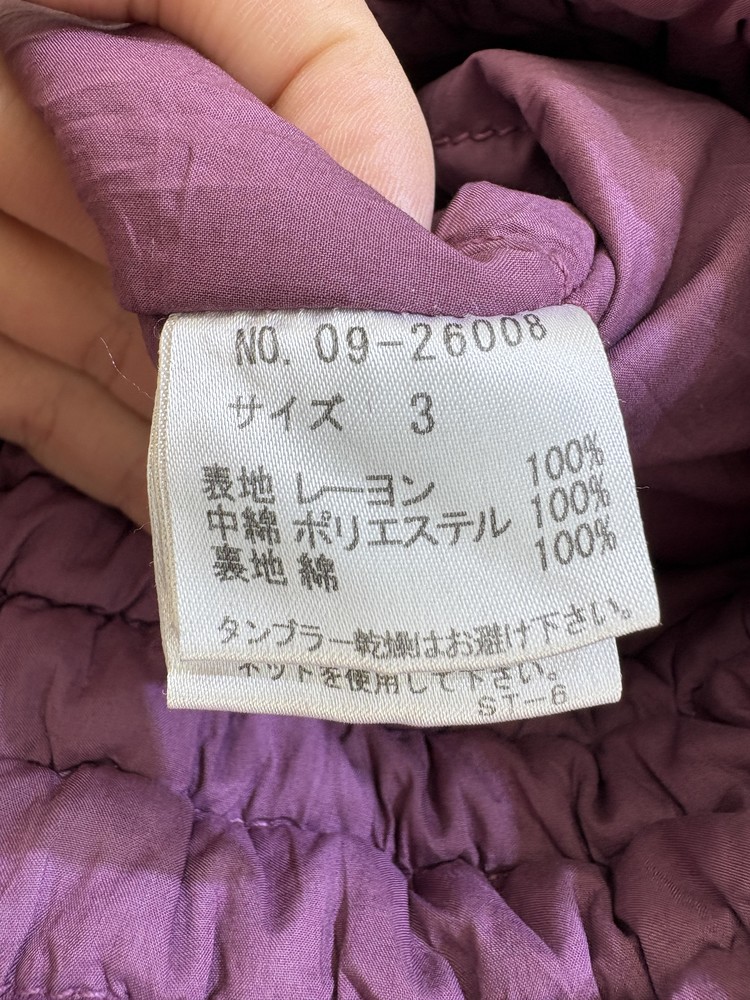 NO. 09-26008
サイズ 3
表地 レーヨン 100%
中綿 ポリエステル 100%
裏地 綿 100%
タンブラー乾燥はお避け下さい。
ネットを使用して下さい。
ST-6